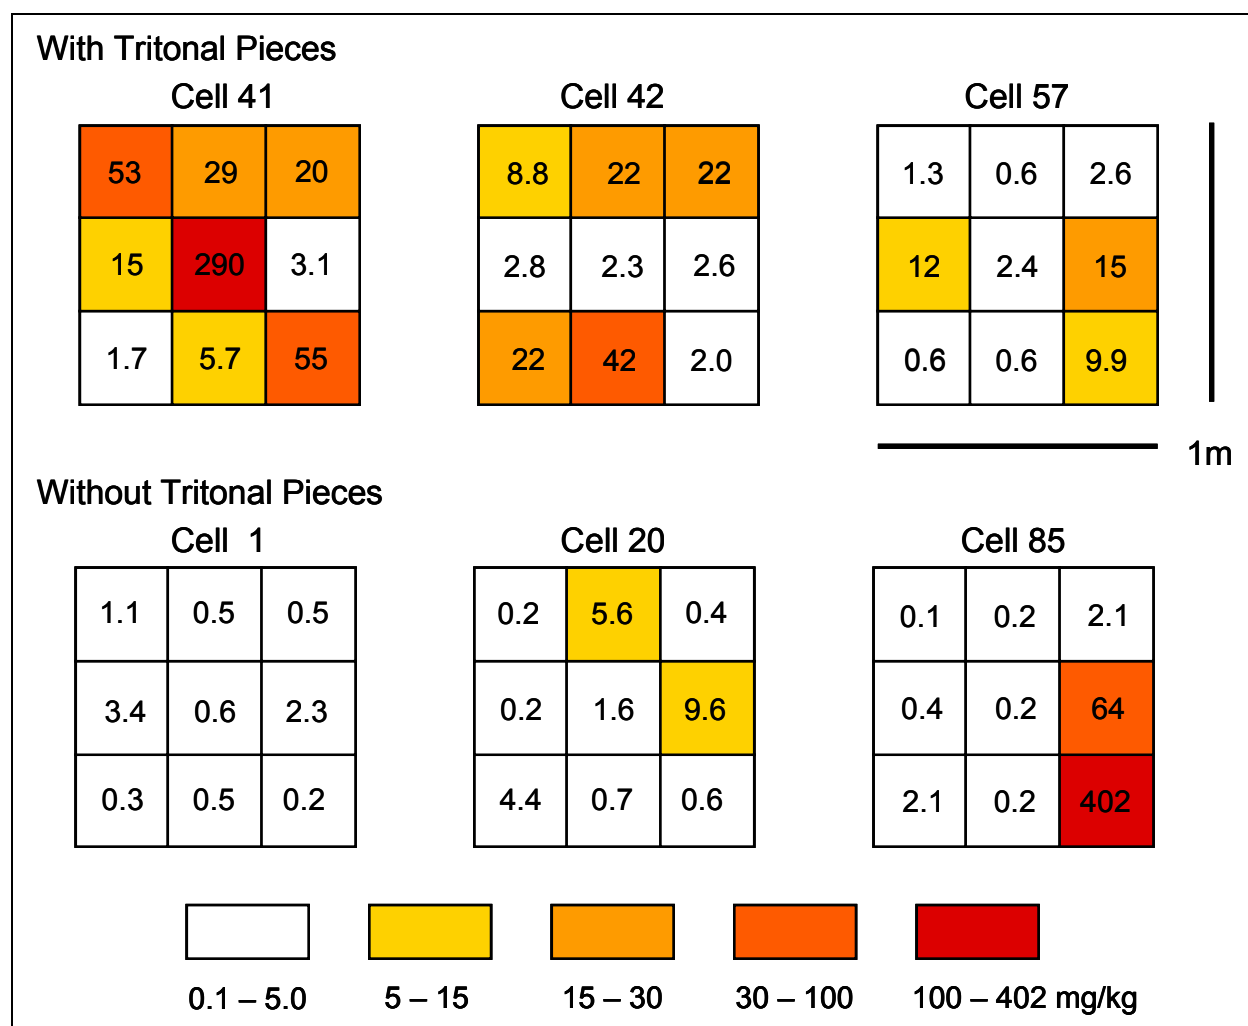 With Tritonal Pieces
Cell 41 Cell 42 Cell 57
53 29 20 8.8 22 22 1.3 0.6 2.6
15 290 3.1 2.8 2.3 2.6 12 2.4 15
1.7 5.7 55 22 42 2.0 0.6 0.6 9.9
1m
Without Tritonal Pieces
Cell 1 Cell 20 Cell 85
1.1 0.5 0.5 0.2 5.6 0.4 0.1 0.2 2.1
3.4 0.6 2.3 0.2 1.6 9.6 0.4 0.2 64
0.3 0.5 0.2 4.4 0.7 0.6 2.1 0.2 402
0.1 – 5.0 5 – 15 15 – 30 30 – 100 100 – 402 mg/kg